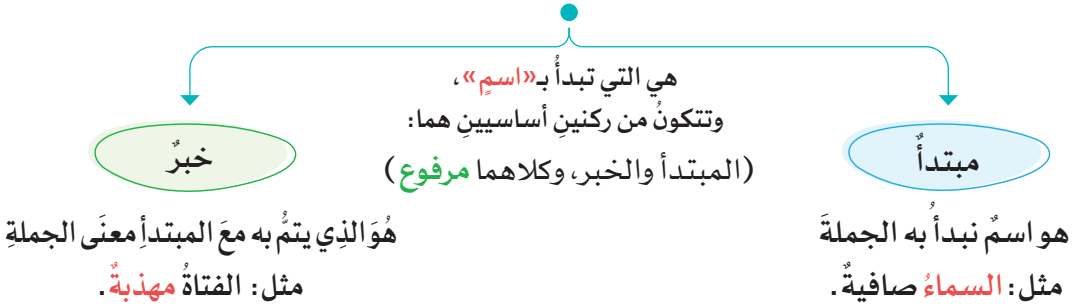 هي التي تبدأُ بـ«اسمٍ»،
وتتكونُ من ركنينِ أساسيينِ هما:
(المبتدأ والخبر، وكلاهما مرفوع)
مبتدأٌ
هو اسمٌ نبدأُ به الجملةَ
مثل: السماءُ صافيةٌ.
خبرٌ
هُوَ الذِي يتمُّ به معَ المبتدأِ معنَى الجملةِ
مثل: الفتاةُ مهذبةٌ.